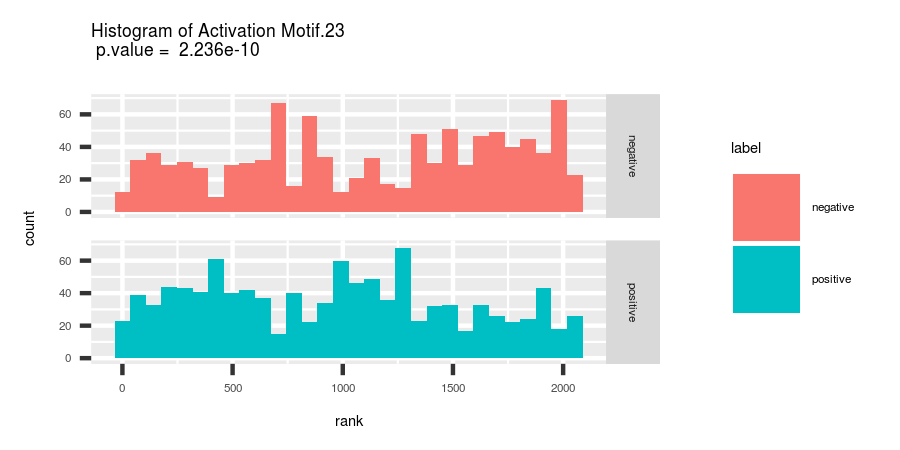 Histogram of Activation Motif.23
p.value = 2.236e-10
count
60
40
20
0
negative
60
40
20
0
positive
0 500 1000 1500 2000
rank
label
negative
positive